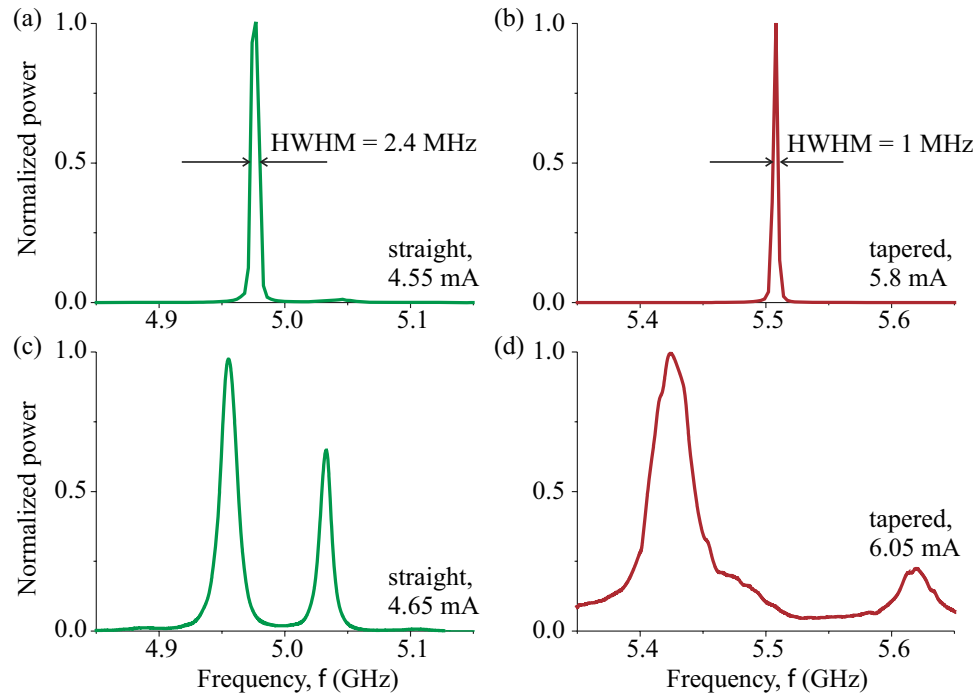 (a)
1.0
0.5
0.0
Normalized power
HWHM = 2.4 MHz
straight,
4.55 mA
4.9
5.0
5.1
(b)
1.0
0.5
0.0
HWHM = 1 MHz
tapered,
5.8 mA
5.4
5.5
5.6
(c)
1.0
0.5
0.0
Normalized power
straight,
4.65 mA
4.9
5.0
5.1
Frequency, f (GHz)
(d)
1.0
0.5
0.0
tapered,
6.05 mA
5.4
5.5
5.6
Frequency, f (GHz)